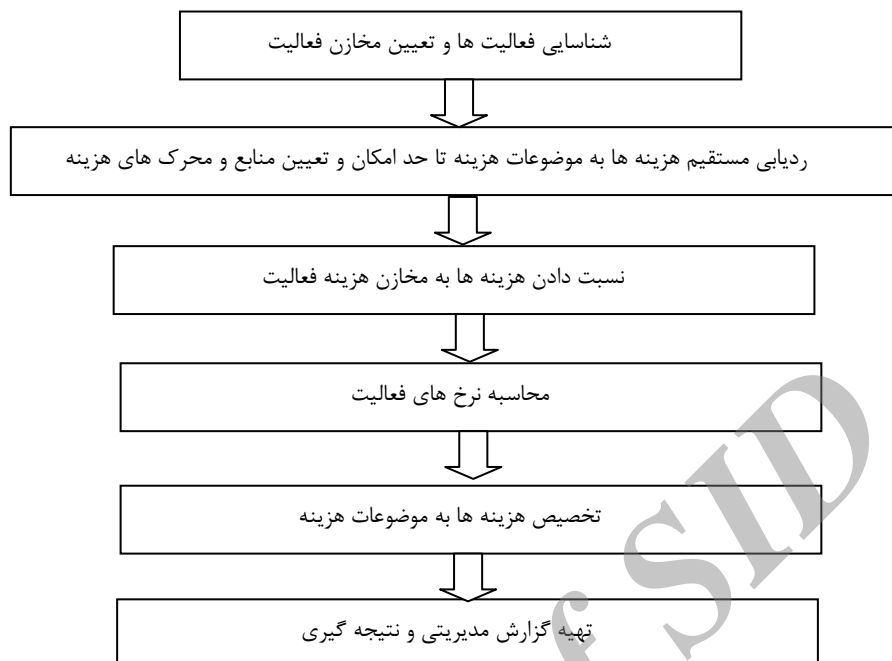 شناسایی فعالیت ها و تعیین مخازن فعالیت
ردیابی مستقیم هزینه ها به موضوعات هزینه تا حد امکان و تعیین منابع و محرک های هزینه
نسبت دادن هزینه ها به مخازن هزینه فعالیت
محاسبه نرخ های فعالیت
تخصیص هزینه ها به موضوعات هزینه
تهیه گزارش مدیریتی و نتیجه گیری
f SID